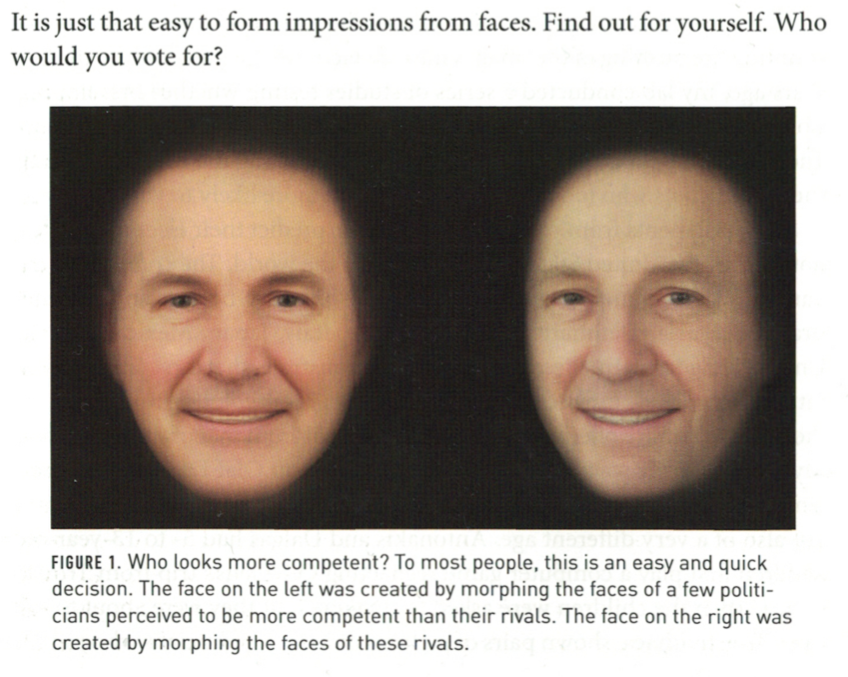 It is just that easy to form impressions from faces. Find out for yourself. Who
would you vote for?
FIGURE 1. Who looks more competent? To most people, this is an easy and quick
decision. The face on the left was created by morphing the faces of a few politi-
cians perceived to be more competent than their rivals. The face on the right was
created by morphing the faces of these rivals.